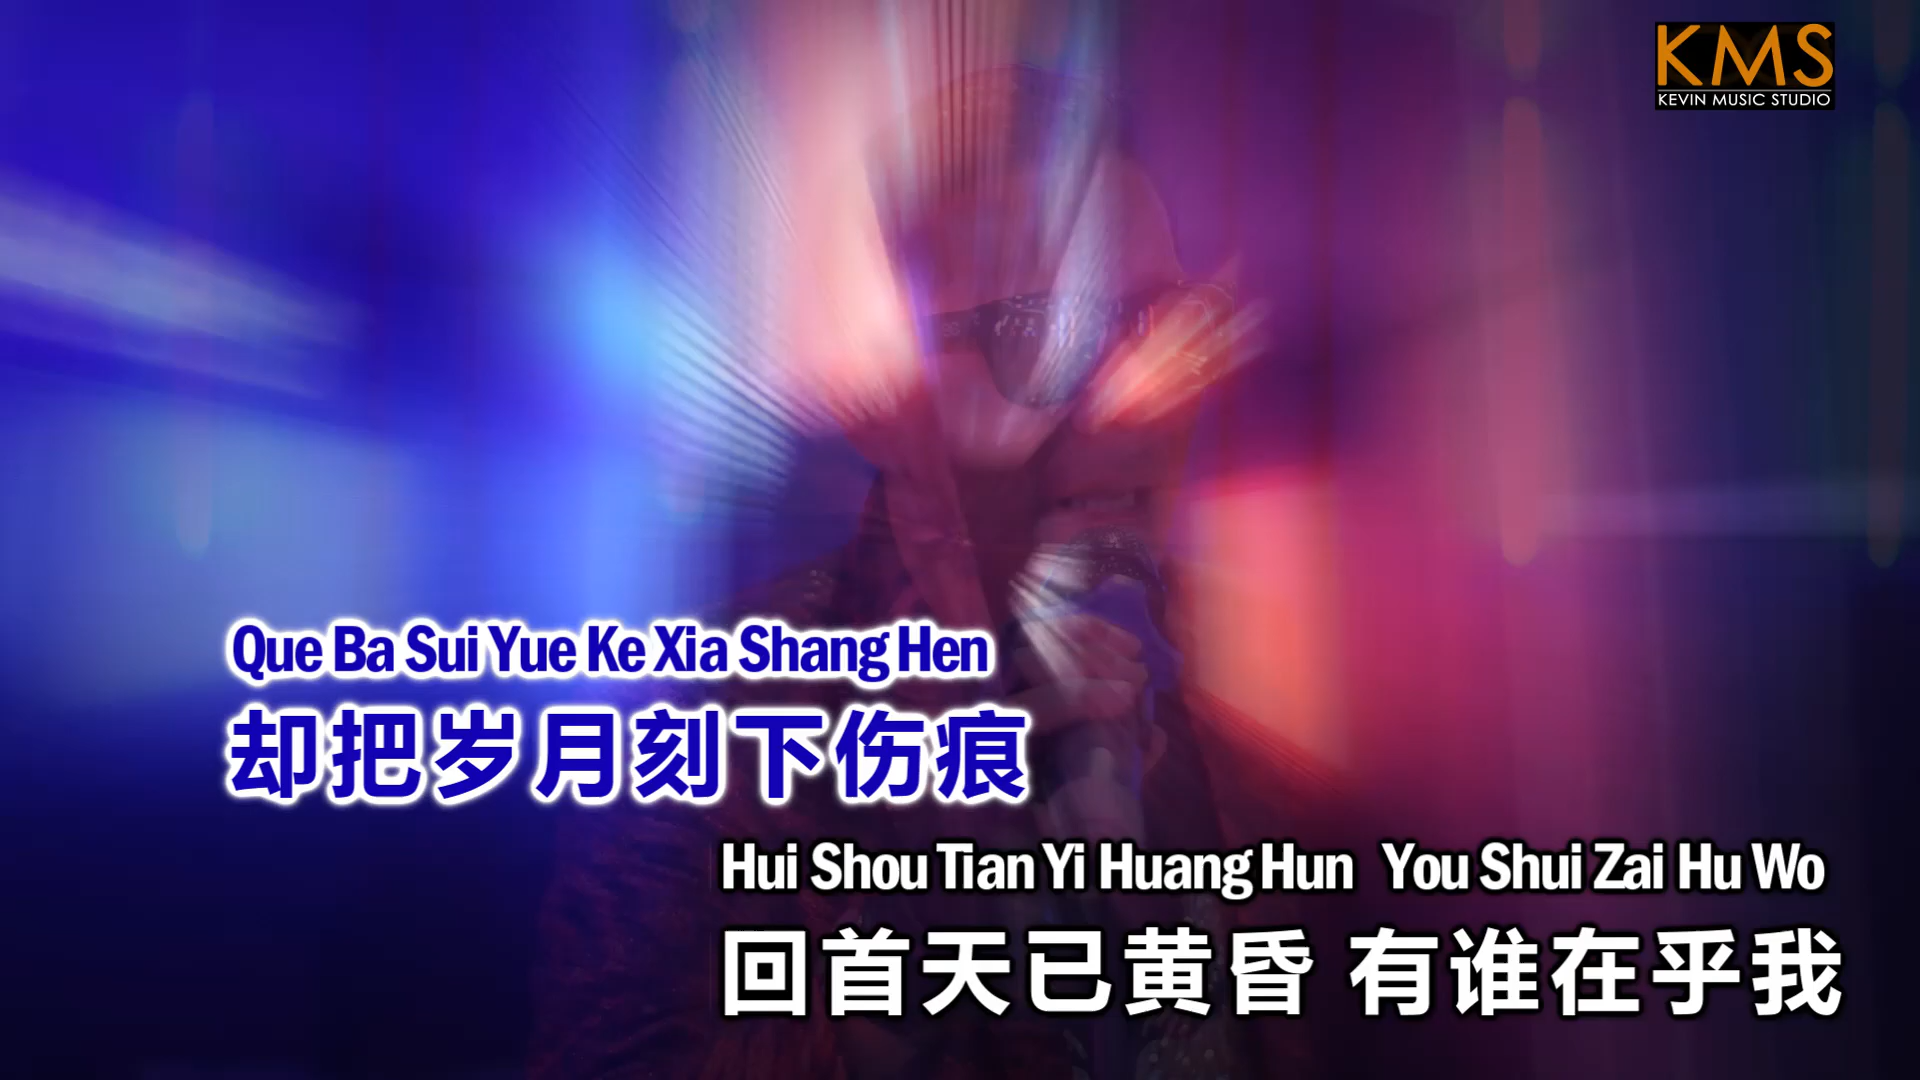 KMS
KEVIN MUSIC STUDIO
Que Ba Sui Yue Ke Xia Shang Hen
却把岁月刻下伤痕
Hui Shou Tian Yi Huang Hun You Shui Zai Hu Wo
回首天已黄昏 有谁在乎我